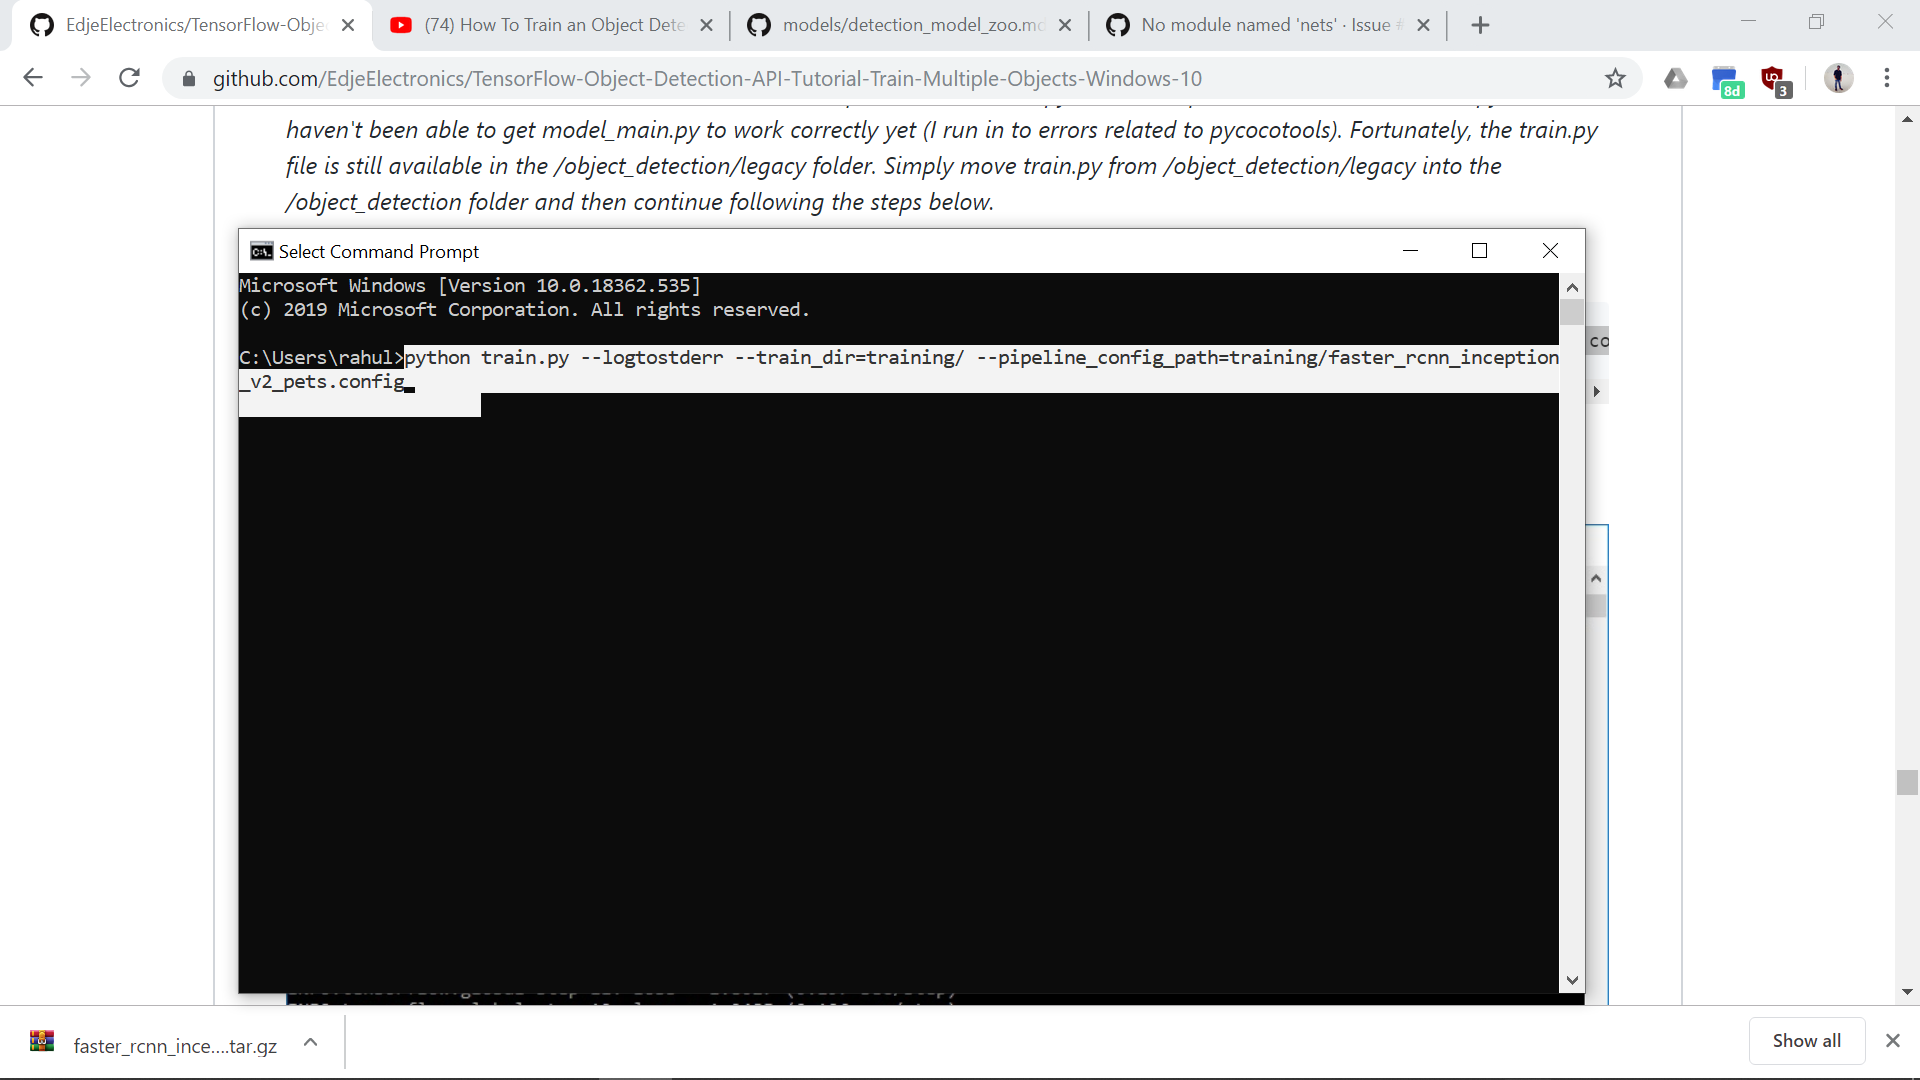 EdjeElectronics/TensorFlow-Obje
(74) How To Train an Object Dete
models/detection_model_zoo.md
No module named 'nets' · Issue #
github.com/EdjeElectronics/TensorFlow-Object-Detection-API-Tutorial-Train-Multiple-Objects-Windows-10
8d
3
haven't been able to get model_main.py to work correctly yet (I run in to errors related to pycocotools). Fortunately, the train.py
file is still available in the /object_detection/legacy folder. Simply move train.py from /object_detection/legacy into the
/object_detection folder and then continue following the steps below.
Select Command Prompt
Microsoft Windows [Version 10.0.18362.535]
(c) 2019 Microsoft Corporation. All rights reserved.
C:\Users\rahul>python train.py --logtostderr --train_dir=training/ --pipeline_config_path=training/faster_rcnn_inception
_v2_pets.config
co
faster_rcnn_ince....tar.gz
Show all